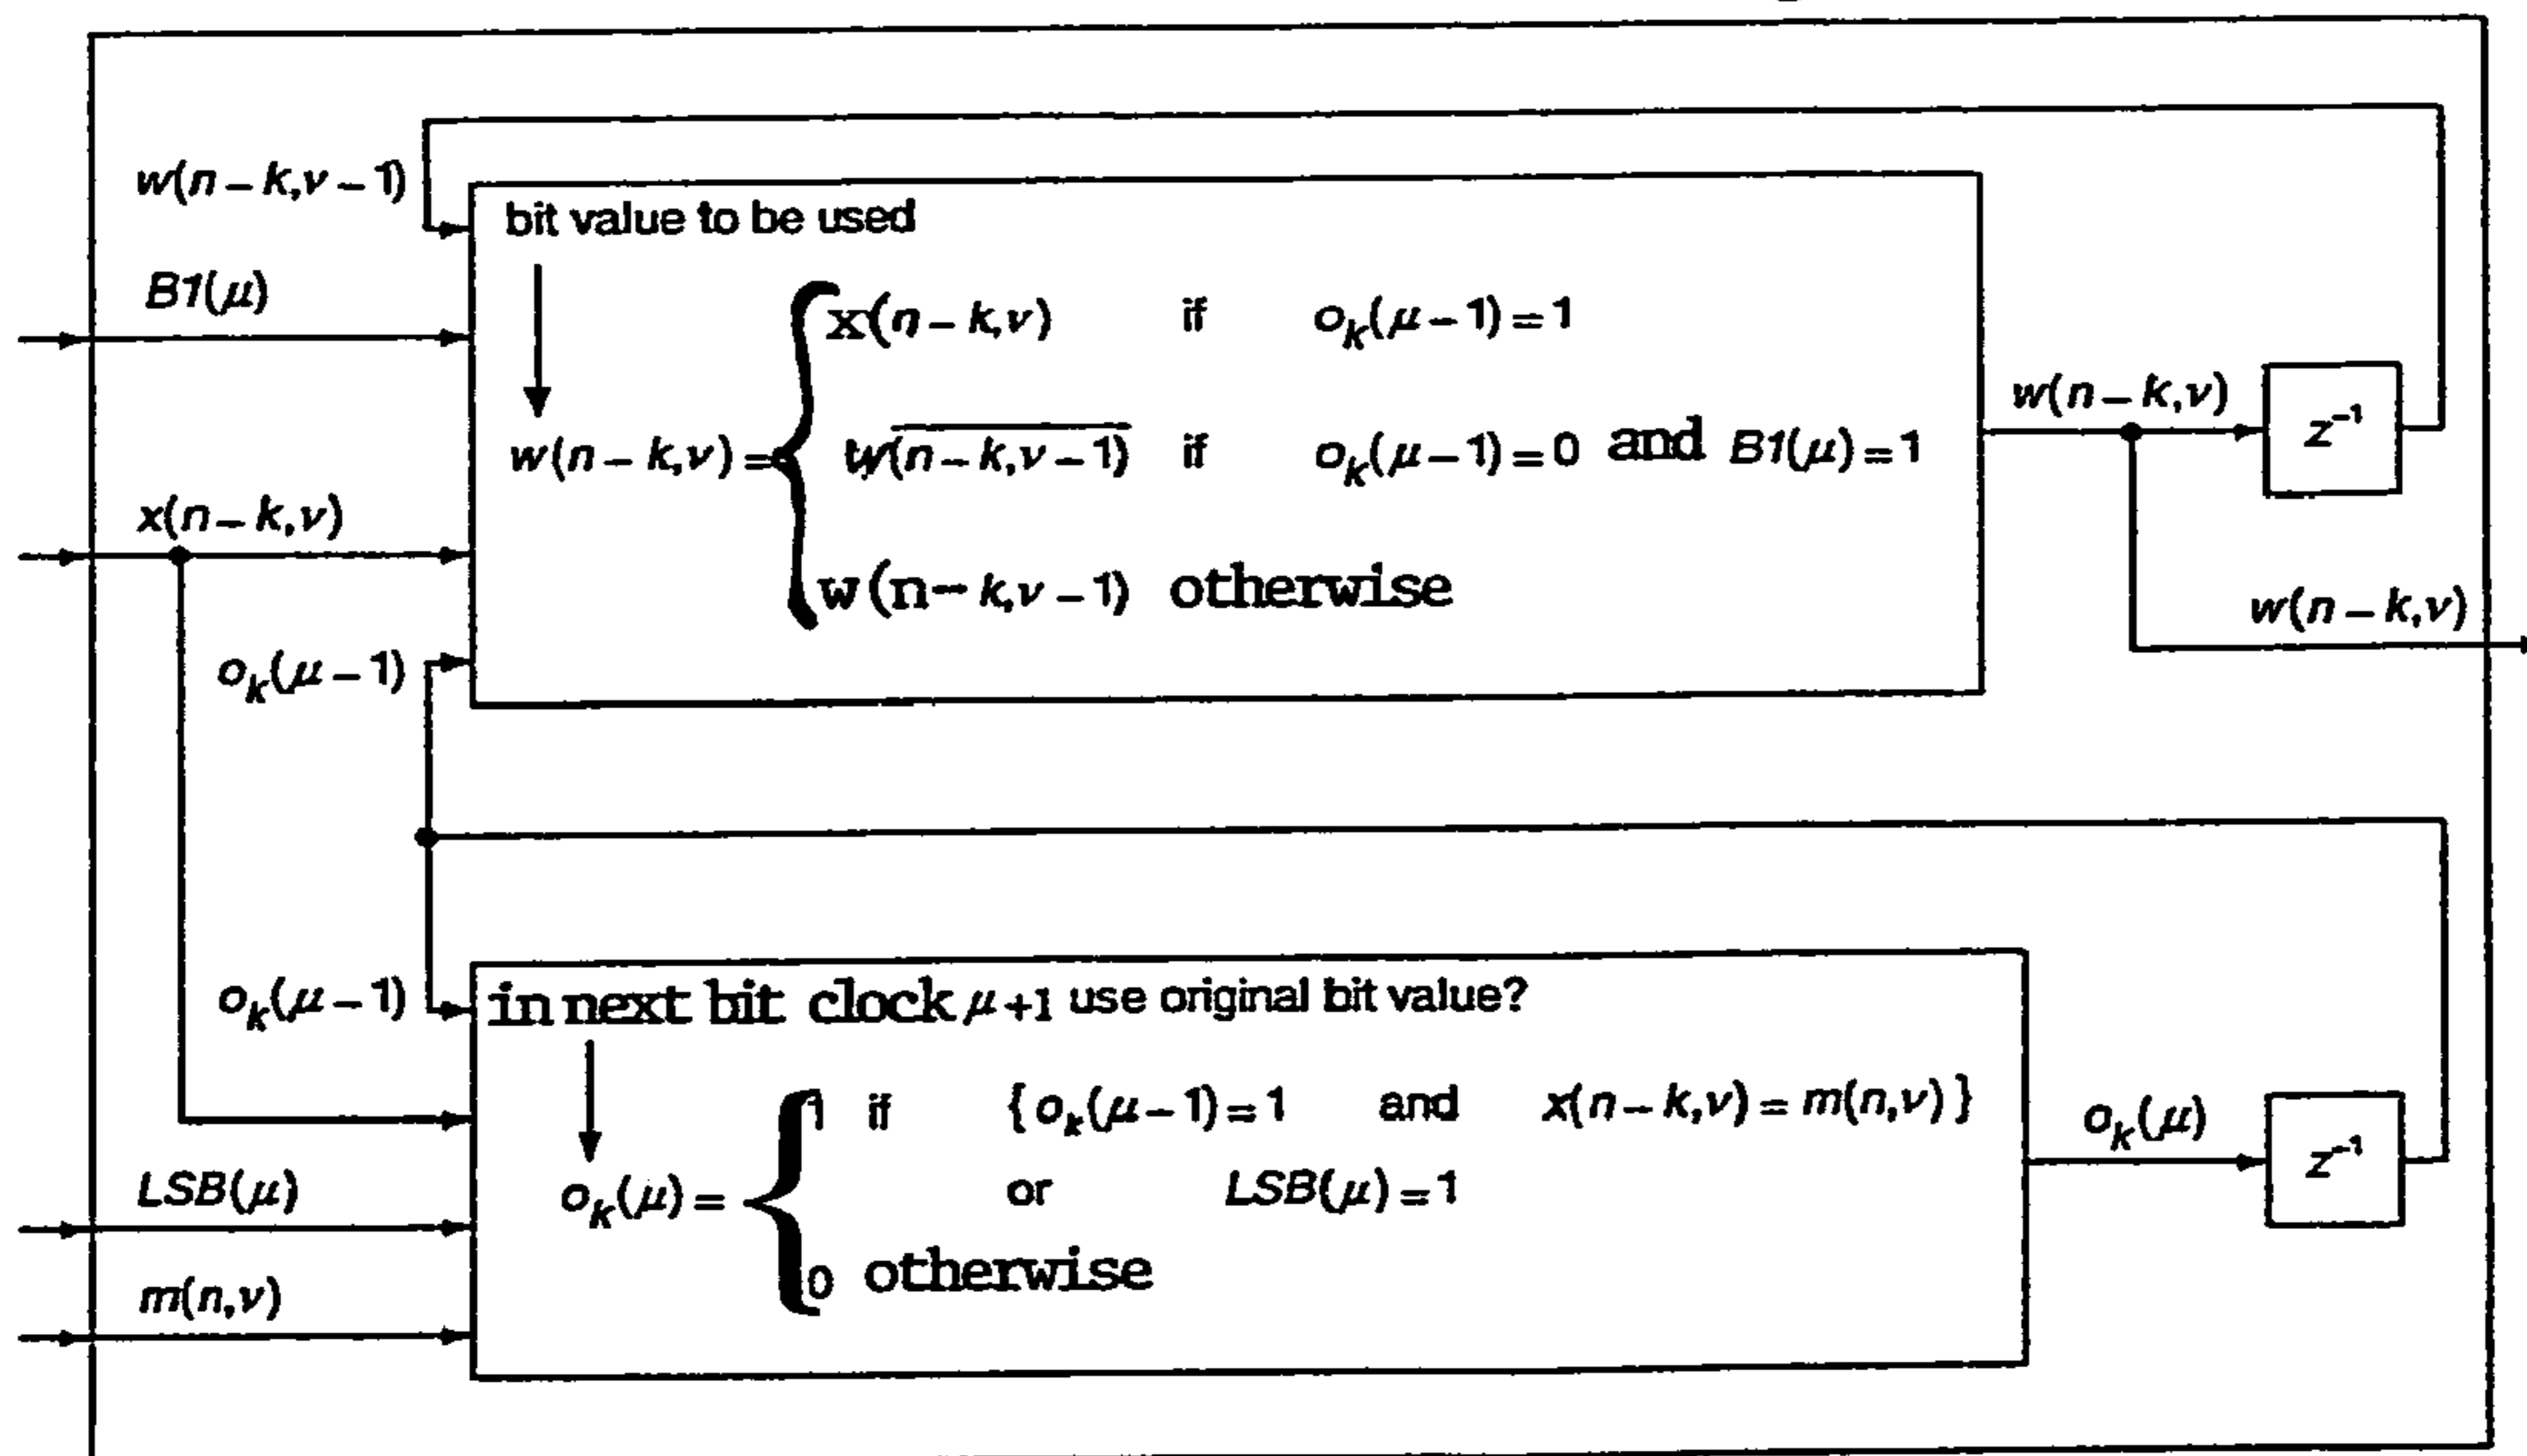 w(n – k,ν – 1)
bit value to be used
B1(μ)
x(n – k,ν) if o_k(μ – 1) = 1
w(n – k,ν) = w̅(̅n̅ ̅–̅ ̅k̅,̅ν̅ ̅–̅ ̅1̅)̅ if o_k(μ – 1) = 0 and B1(μ) = 1
w(n – k,ν – 1) otherwise
x(n – k,ν)
o_k(μ – 1)
w(n – k,ν)
z⁻¹
w(n – k,ν)
o_k(μ – 1)
in next bit clock μ+1 use original bit value?
1 if { o_k(μ – 1) = 1 and x(n – k,ν) = m(n,ν) }
o_k(μ) = or LSB(μ) = 1
0 otherwise
LSB(μ)
m(n,ν)
o_k(μ)
z⁻¹